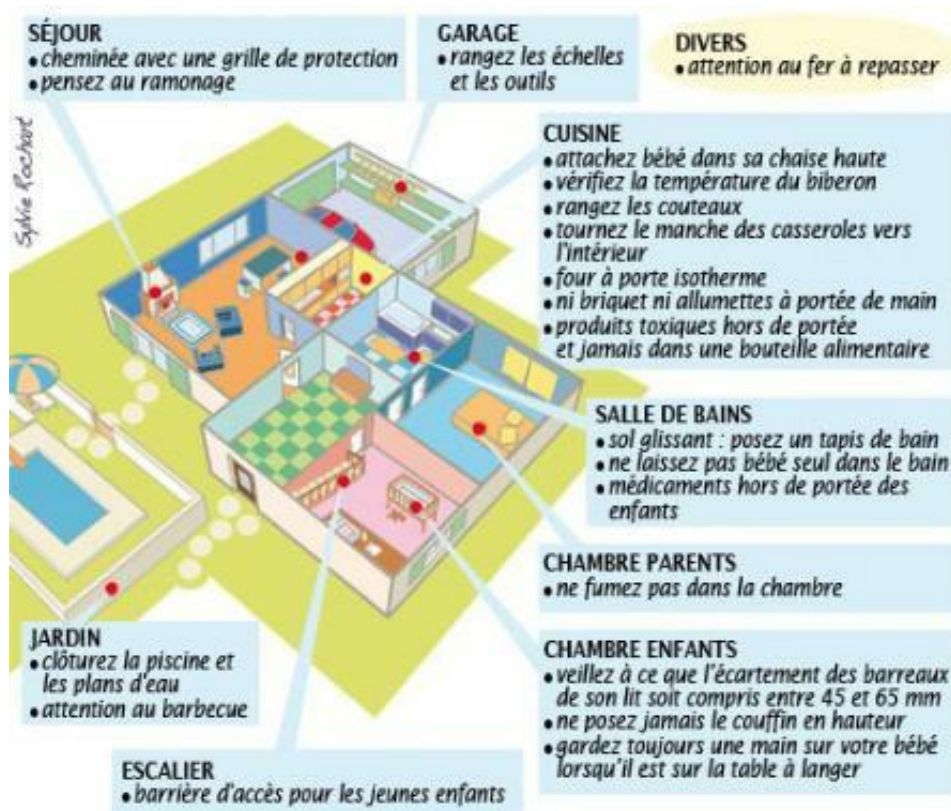 SÉJOUR
• cheminée avec une grille de protection
• pensez au ramonage
GARAGE
• rangez les échelles
et les outils
DIVERS
• attention au fer à repasser
Sylvie Rochart
CUISINE
• attachez bébé dans sa chaise haute
• vérifiez la température du biberon
• rangez les couteaux
• tournez le manche des casseroles vers
l'intérieur
• four à porte isotherme
• ni briquet ni allumettes à portée de main
• produits toxiques hors de portée
et jamais dans une bouteille alimentaire
SALLE DE BAINS
• sol glissant : posez un tapis de bain
• ne laissez pas bébé seul dans le bain
• médicaments hors de portée des
enfants
CHAMBRE PARENTS
• ne fumez pas dans la chambre
JARDIN
• clôturez la piscine et
les plans d'eau
• attention au barbecue
CHAMBRE ENFANTS
• veillez à ce que l'écartement des barreaux
de son lit soit compris entre 45 et 65 mm
• ne posez jamais le couffin en hauteur
• gardez toujours une main sur votre bébé
lorsqu'il est sur la table à langer
ESCALIER
• barrière d'accès pour les jeunes enfants